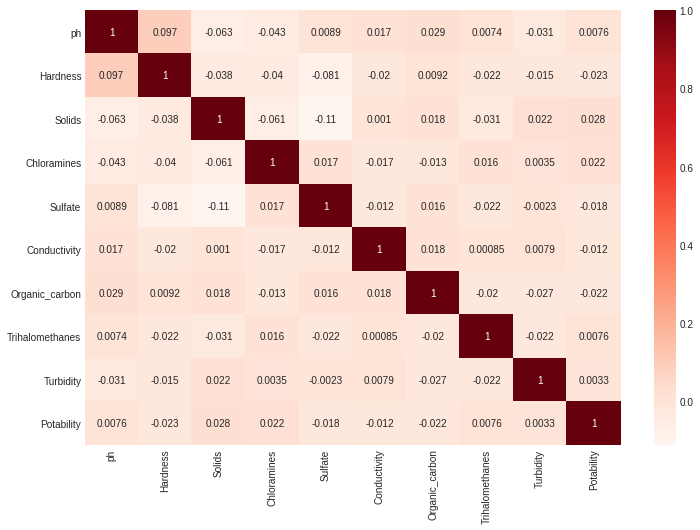 ph 1 0.097 -0.063 -0.043 0.0089 0.017 0.029 0.0074 -0.031 0.0076
Hardness 0.097 1 -0.038 -0.04 -0.081 -0.02 0.0092 -0.022 -0.015 -0.023
Solids -0.063 -0.038 1 -0.061 -0.11 0.001 0.018 -0.031 0.022 0.028
Chloramines -0.043 -0.04 -0.061 1 0.017 -0.017 -0.013 0.016 0.0035 0.022
Sulfate 0.0089 -0.081 -0.11 0.017 1 -0.012 0.016 -0.022 -0.0023 -0.018
Conductivity 0.017 -0.02 0.001 -0.017 -0.012 1 0.018 0.00085 0.0079 -0.012
Organic_carbon 0.029 0.0092 0.018 -0.013 0.016 0.018 1 -0.02 -0.027 -0.022
Trihalomethanes 0.0074 -0.022 -0.031 0.016 -0.022 0.00085 -0.02 1 -0.022 0.0076
Turbidity -0.031 -0.015 0.022 0.0035 -0.0023 0.0079 -0.027 -0.022 1 0.0033
Potability 0.0076 -0.023 0.028 0.022 -0.018 -0.012 -0.022 0.0076 0.0033 1
ph Hardness Solids Chloramines Sulfate Conductivity Organic_carbon Trihalomethanes Turbidity Potability
1.0
0.8
0.6
0.4
0.2
0.0